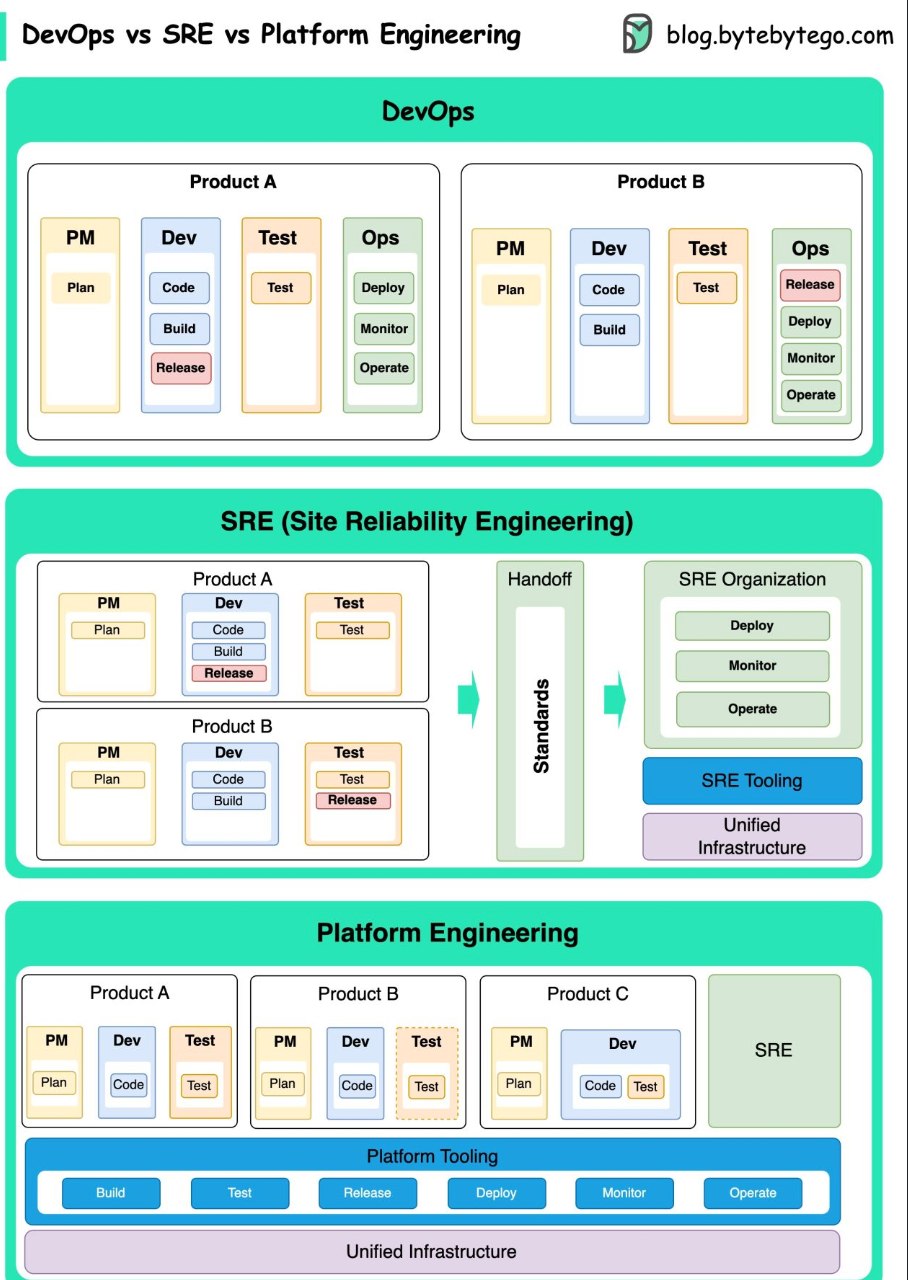 DevOps vs SRE vs Platform Engineering
blog.bytebytego.com
DevOps
Product A
PM
Plan
Dev
Code
Build
Release
Test
Test
Ops
Deploy
Monitor
Operate
Product B
PM
Plan
Dev
Code
Build
Test
Test
Ops
Release
Deploy
Monitor
Operate
SRE (Site Reliability Engineering)
Product A
PM
Plan
Dev
Code
Build
Release
Test
Test
Product B
PM
Plan
Dev
Code
Build
Test
Test
Release
Handoff
Standards
SRE Organization
Deploy
Monitor
Operate
SRE Tooling
Unified
Infrastructure
Platform Engineering
Product A
PM
Plan
Dev
Code
Test
Test
Product B
PM
Plan
Dev
Code
Test
Test
Product C
PM
Plan
Dev
Code
Test
SRE
Platform Tooling
Build
Test
Release
Deploy
Monitor
Operate
Unified Infrastructure